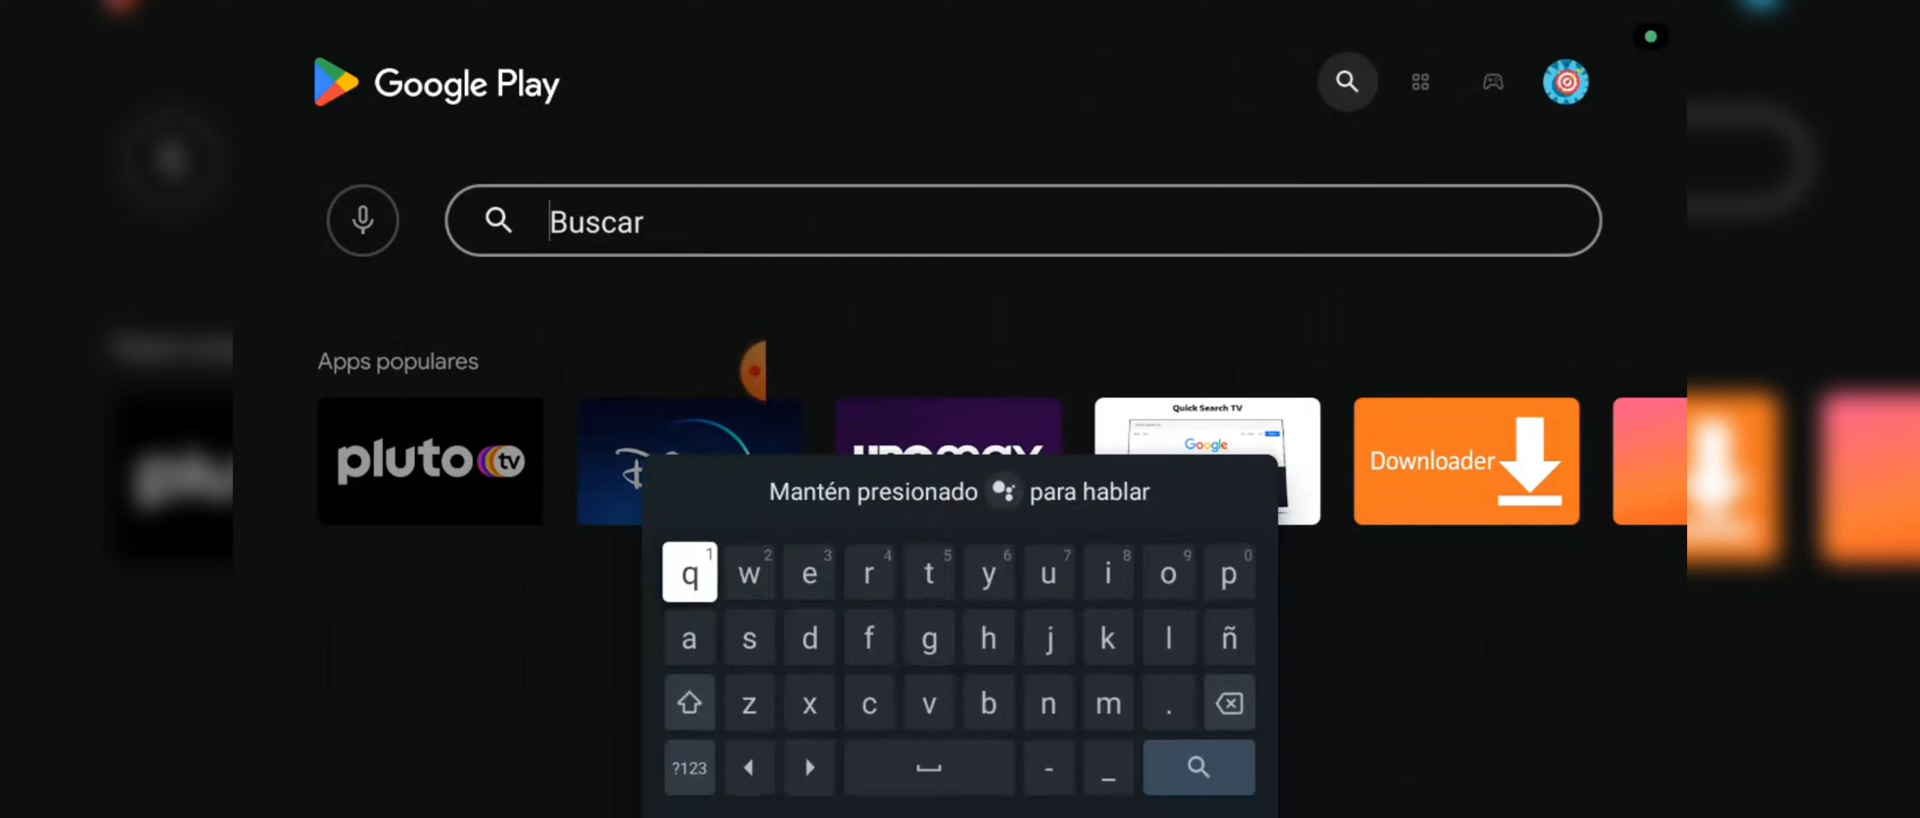 Google Play
Buscar
Apps populares
pluto tv
Quick Search TV
Google
Downloader
Mantén presionado para hablar
q 1 w 2 e 3 r 4 t 5 y 6 u 7 i 8 o 9 p 0
a s d f g h j k l ñ
z x c v b n m .
?123 - _